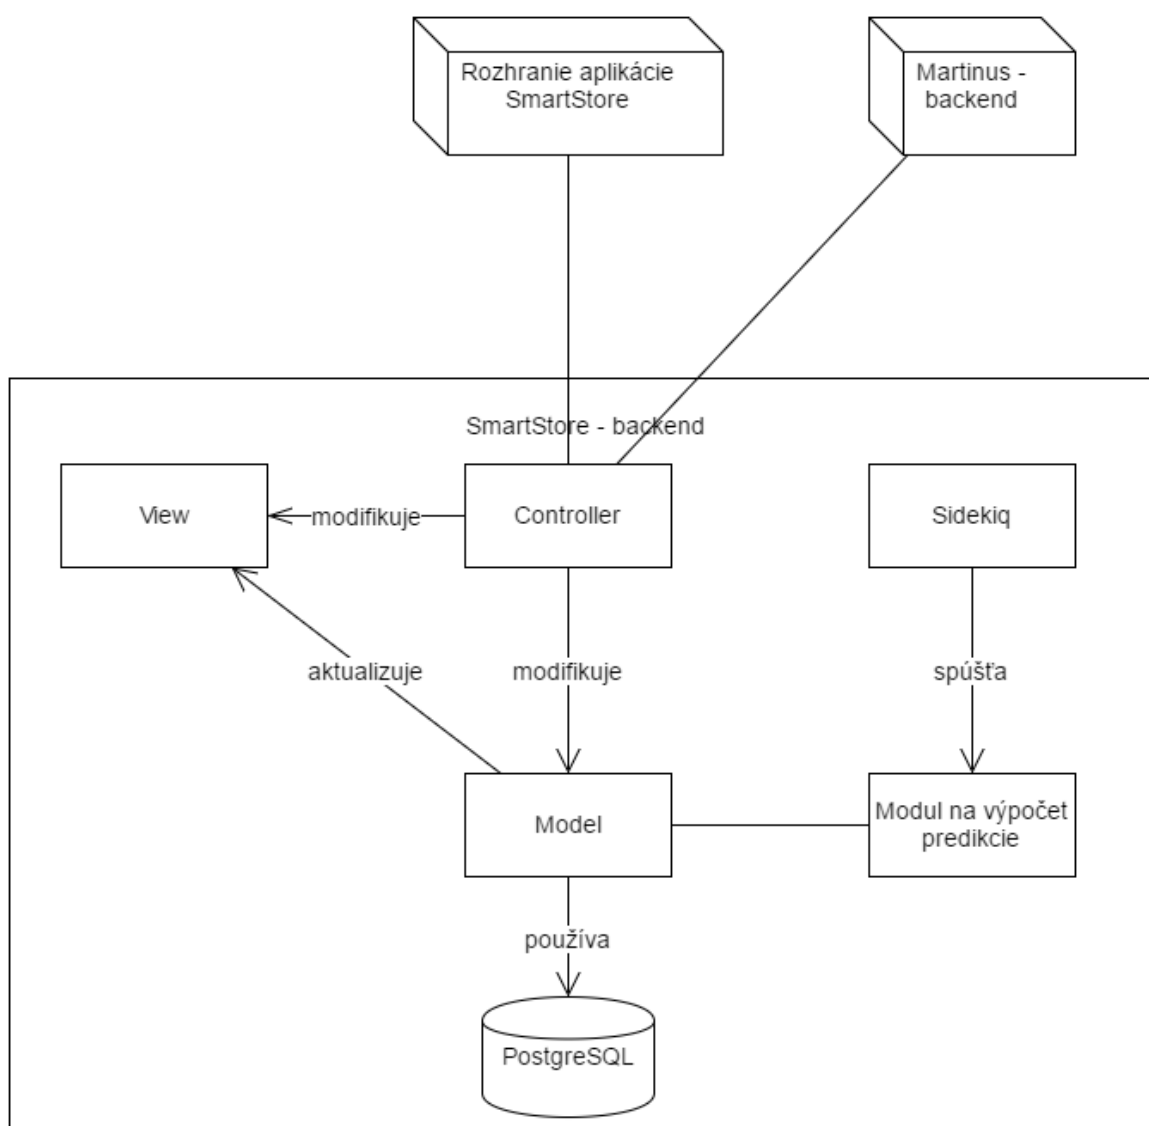 Rozhranie aplikácie
SmartStore
Martinus -
backend
SmartStore - backend
View
modifikuje
Controller
Sidekiq
aktualizuje
modifikuje
spúšťa
Model
Modul na výpočet
predikcie
používa
PostgreSQL